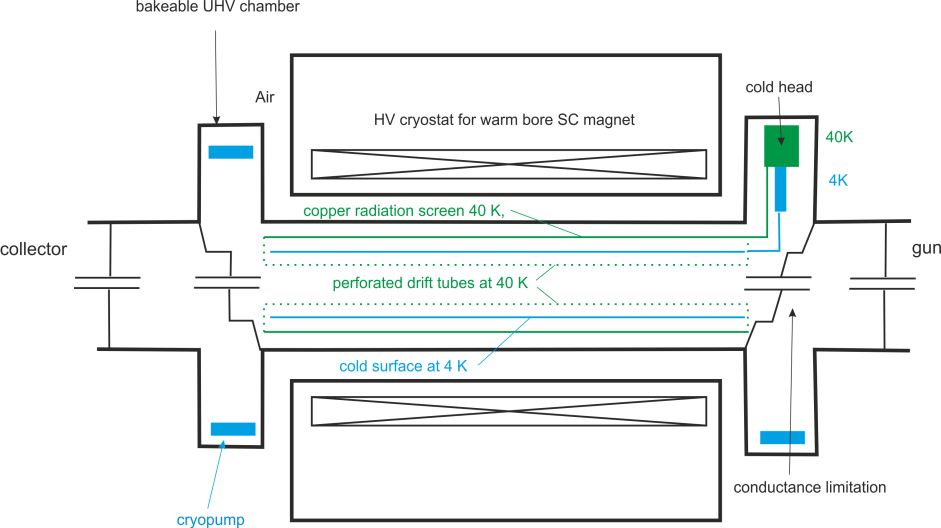 bakeable UHV chamber
Air
cold head
HV cryostat for warm bore SC magnet
40K
4K
copper radiation screen 40 K,
collector
gun
perforated drift tubes at 40 K
cold surface at 4 K
conductance limitation
cryopump